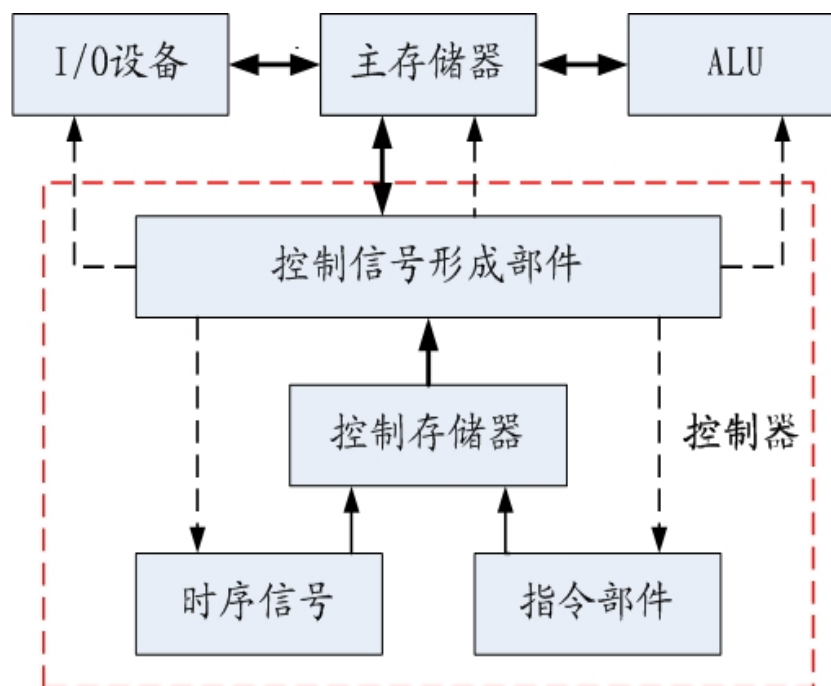 I/O设备
主存储器
ALU
控制信号形成部件
控制存储器
控制器
时序信号
指令部件